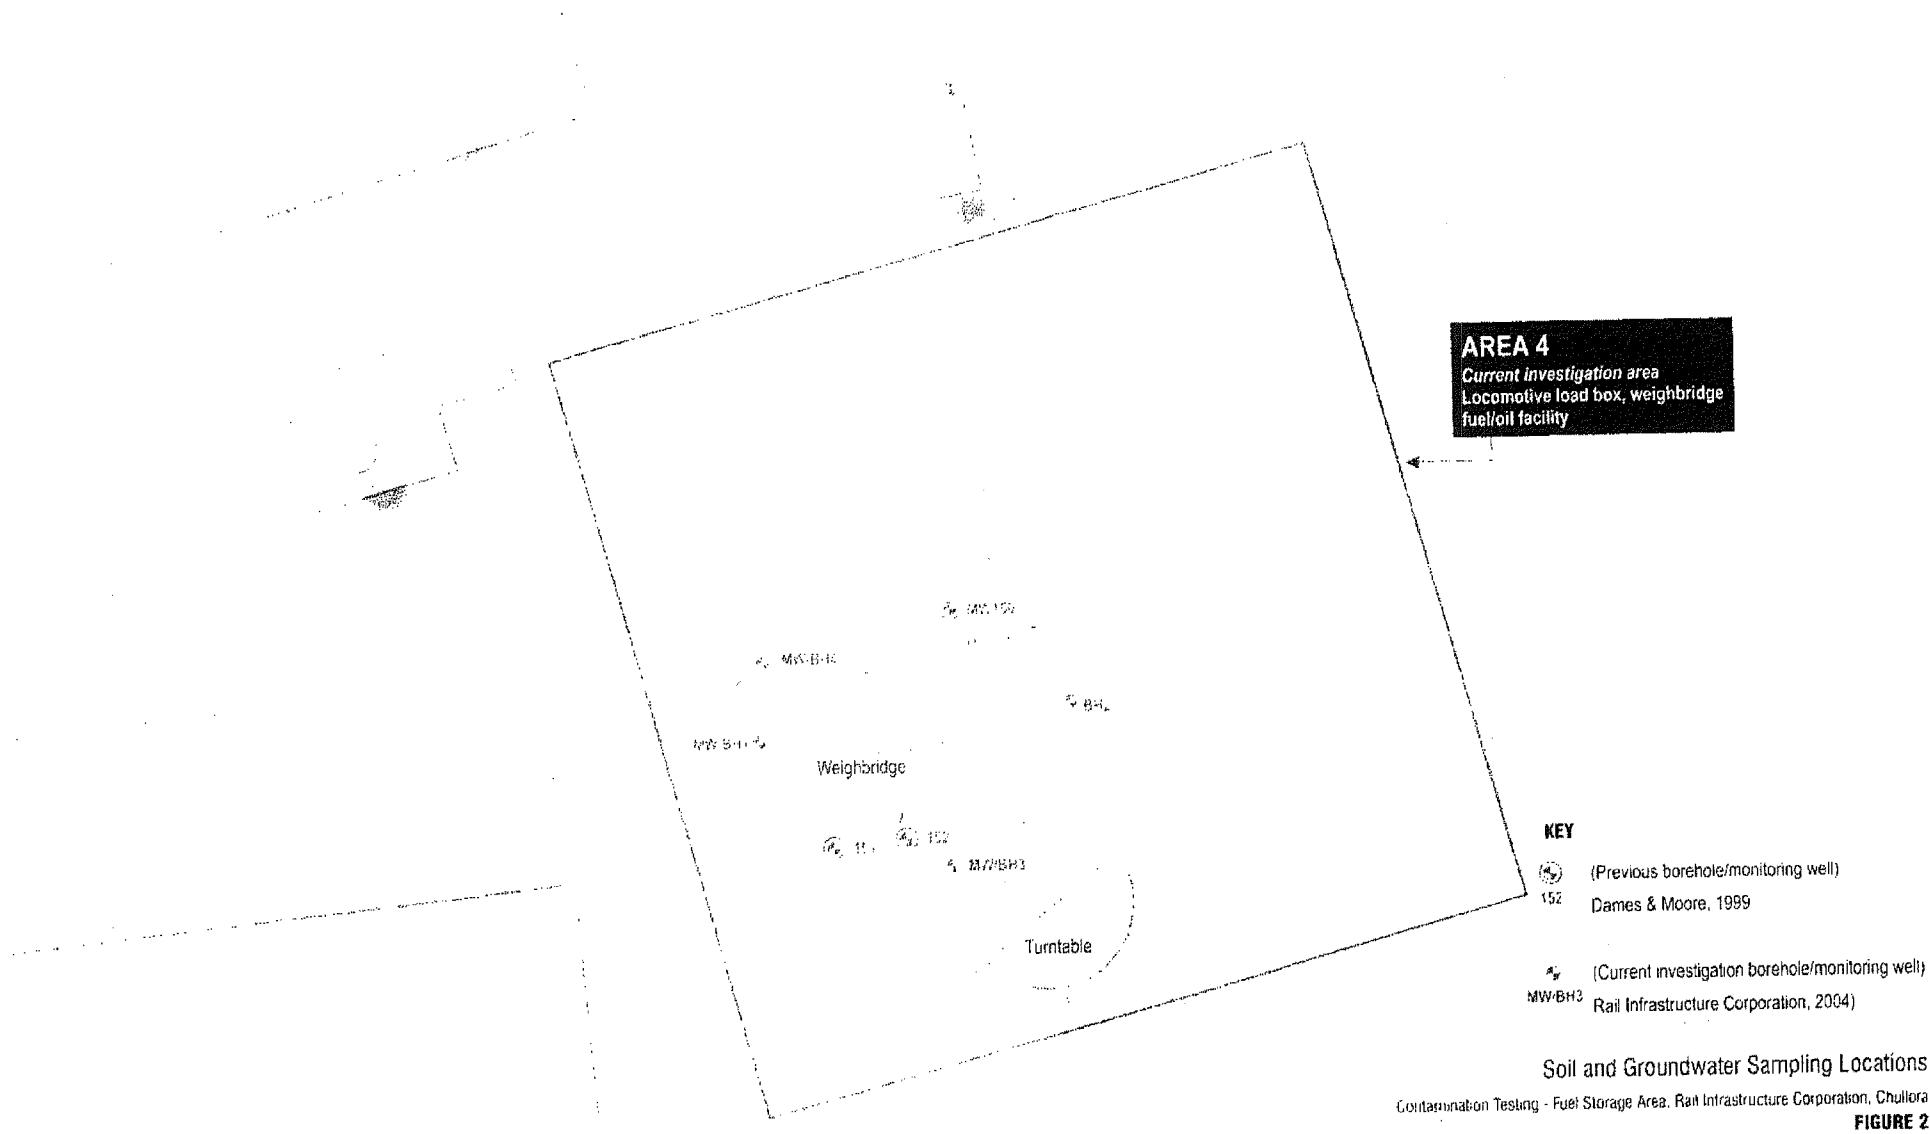 AREA 4
Current investigation area
Locomotive load box, weighbridge
fuel/oil facility
Weighbridge
152
MW/BH3
Turntable
KEY
(Previous borehole/monitoring well)
152
Dames & Moore, 1999
(Current investigation borehole/monitoring well)
MW/BH3
Rail Infrastructure Corporation, 2004)
Soil and Groundwater Sampling Locations
Contamination Testing - Fuel Storage Area, Rail Infrastructure Corporation, Chullora
FIGURE 2